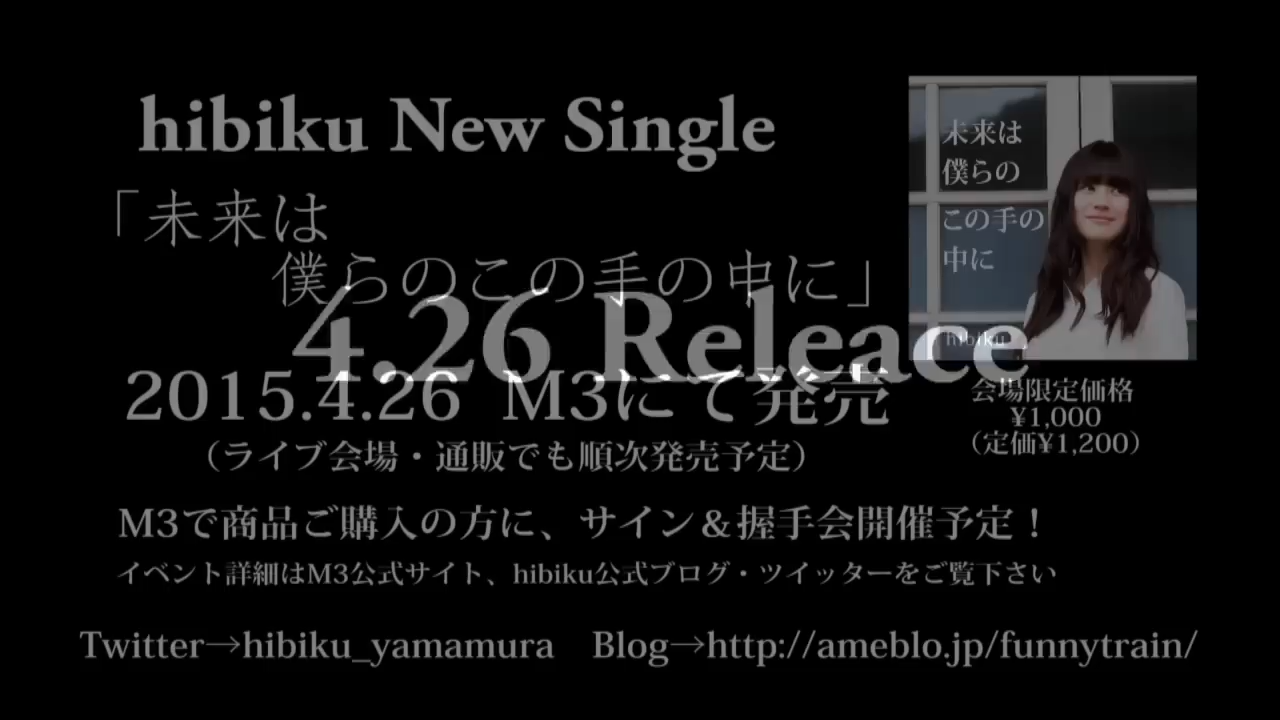 hibiku New Single
「未来は
僕らのこの手の中に」
4.26 Releace
2015.4.26 M3にて発売
（ライブ会場・通販でも順次発売予定）
未来は
僕らの
この手の
中に
hibiku
会場限定価格
¥1,000
（定価¥1,200）
M3で商品ご購入の方に、サイン＆握手会開催予定！
イベント詳細はM3公式サイト、hibiku公式ブログ・ツイッターをご覧下さい
Twitter→hibiku_yamamura　Blog→http://ameblo.jp/funnytrain/